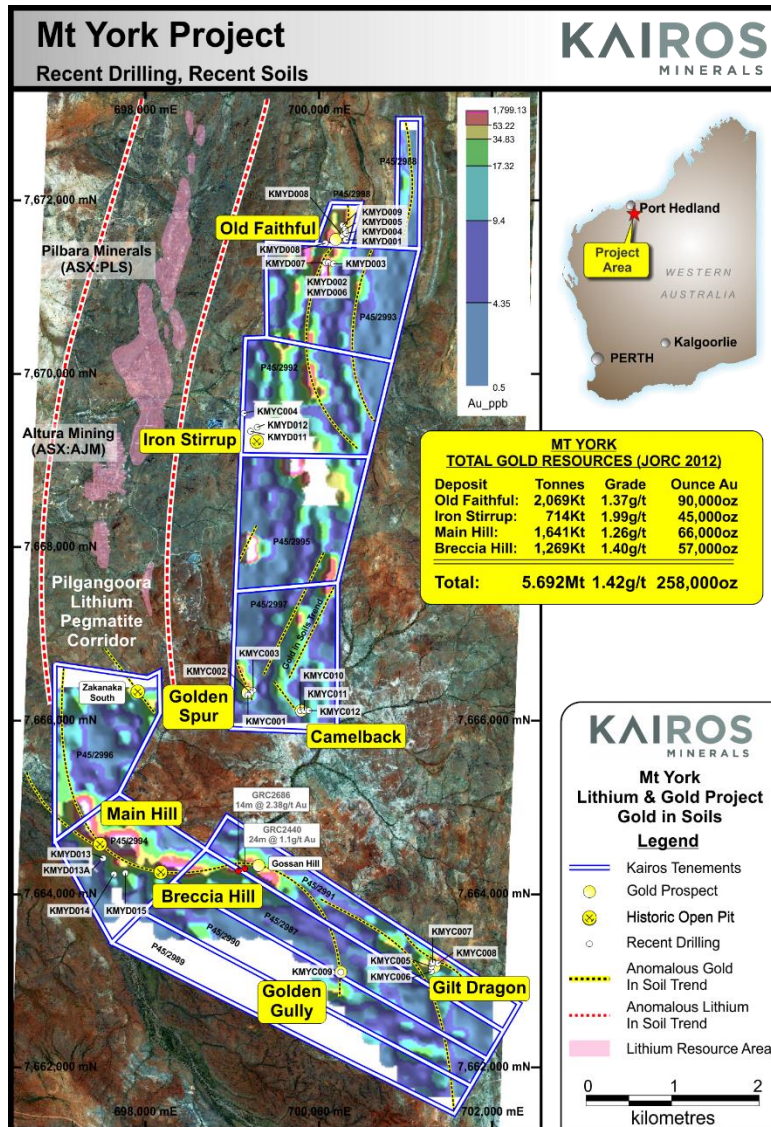 Mt York Project
Recent Drilling, Recent Soils
KAIROS
MINERALS
698,000 mE
700,000 mE
1,799.13
53.22
34.83
17.32
9.4
4.35
0.5
Au_ppb
7,672,000 mN
7,670,000 mN
7,668,000 mN
7,666,000 mN
7,664,000 mN
7,662,000 mN
P45/2988
P45/2998
KMYD008
KMYD009
KMYD005
KMYD004
KMYD001
Old Faithful
KMYD008
KMYD007
KMYD003
KMYD002
KMYD006
P45/2993
Pilbara Minerals
(ASX:PLS)
P45/2992
KMYC004
KMYD012
KMYD011
Iron Stirrup
Altura Mining
(ASX:AJM)
P45/2995
Pilgangoora
Lithium
Pegmatite
Corridor
P45/2997
Gold in Soils Trend
KMYC003
KMYC002
KMYC010
KMYC011
KMYC012
KMYC001
Zakanaka
South
Golden
Spur
Camelback
P45/2996
GRC2686
14m @ 2.38g/t Au
GRC2440
24m @ 1.1g/t Au
Main Hill
P45/2994
KMYD013
KMYD013A
KMYD014
KMYD015
Gossan Hill
Breccia Hill
P45/2991
P45/2987
P45/2990
P45/2989
KMYC007
KMYC008
KMYC005
KMYC006
KMYC009
Golden
Gully
Gilt Dragon
698,000 mE
700,000 mE
702,000 mE
Port Hedland
Project
Area
WESTERN
AUSTRALIA
Kalgoorlie
PERTH
MT YORK
TOTAL GOLD RESOURCES (JORC 2012)
Deposit Tonnes Grade Ounce Au
Old Faithful: 2,069Kt 1.37g/t 90,000oz
Iron Stirrup: 714Kt 1.99g/t 45,000oz
Main Hill: 1,641Kt 1.26g/t 66,000oz
Breccia Hill: 1,269Kt 1.40g/t 57,000oz
Total: 5.692Mt 1.42g/t 258,000oz
KAIROS
MINERALS
Mt York
Lithium & Gold Project
Gold in Soils
Legend
Kairos Tenements
Gold Prospect
Historic Open Pit
Recent Drilling
Anomalous Gold
In Soil Trend
Anomalous Lithium
In Soil Trend
Lithium Resource Area
0 1 2
kilometres